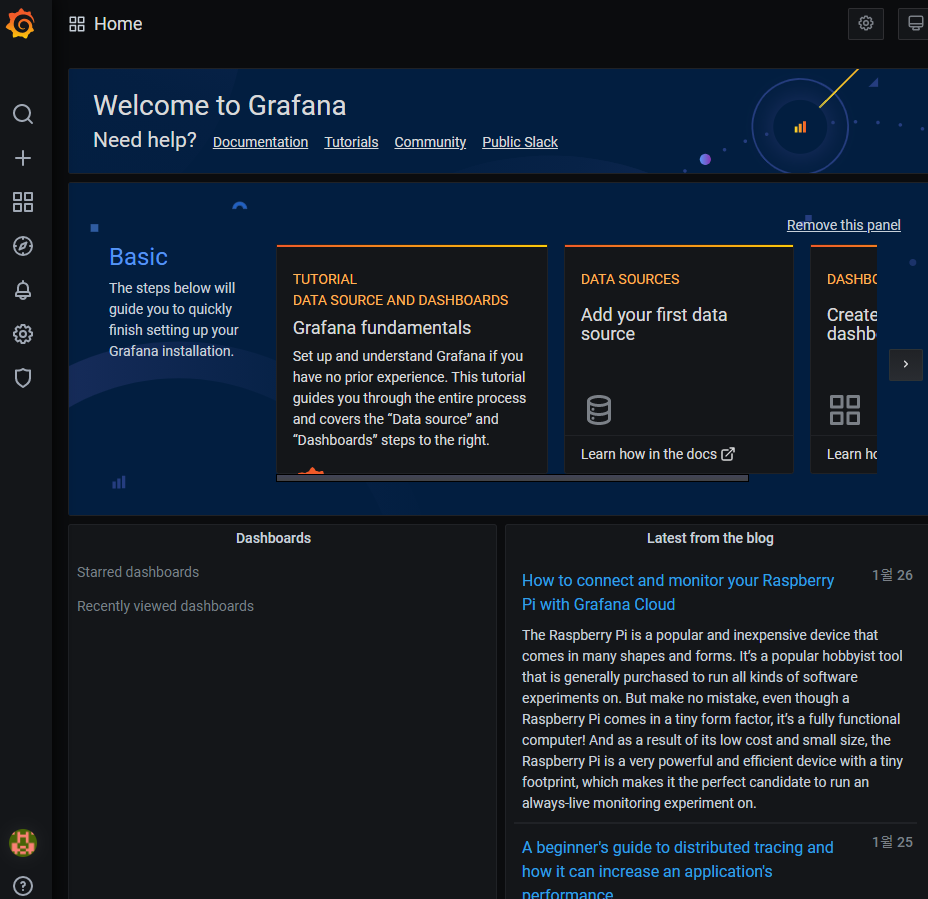 Home
Welcome to Grafana
Need help? Documentation Tutorials Community Public Slack
Remove this panel
Basic
The steps below will
guide you to quickly
finish setting up your
Grafana installation.
TUTORIAL
DATA SOURCE AND DASHBOARDS
Grafana fundamentals
Set up and understand Grafana if you
have no prior experience. This tutorial
guides you through the entire process
and covers the “Data source” and
“Dashboards” steps to the right.
DATA SOURCES
Add your first data
source
Learn how in the docs
DASHBO
Create
dashb
Learn ho
Dashboards
Starred dashboards
Recently viewed dashboards
Latest from the blog
How to connect and monitor your Raspberry
Pi with Grafana Cloud
1월 26
The Raspberry Pi is a popular and inexpensive device that
comes in many shapes and forms. It’s a popular hobbyist tool
that is generally purchased to run all kinds of software
experiments on. But make no mistake, even though a
Raspberry Pi comes in a tiny form factor, it’s a fully functional
computer! And as a result of its low cost and small size, the
Raspberry Pi is a very powerful and efficient device with a tiny
footprint, which makes it the perfect candidate to run an
always-live monitoring experiment on.
A beginner's guide to distributed tracing and
how it can increase an application's
performance
1월 25